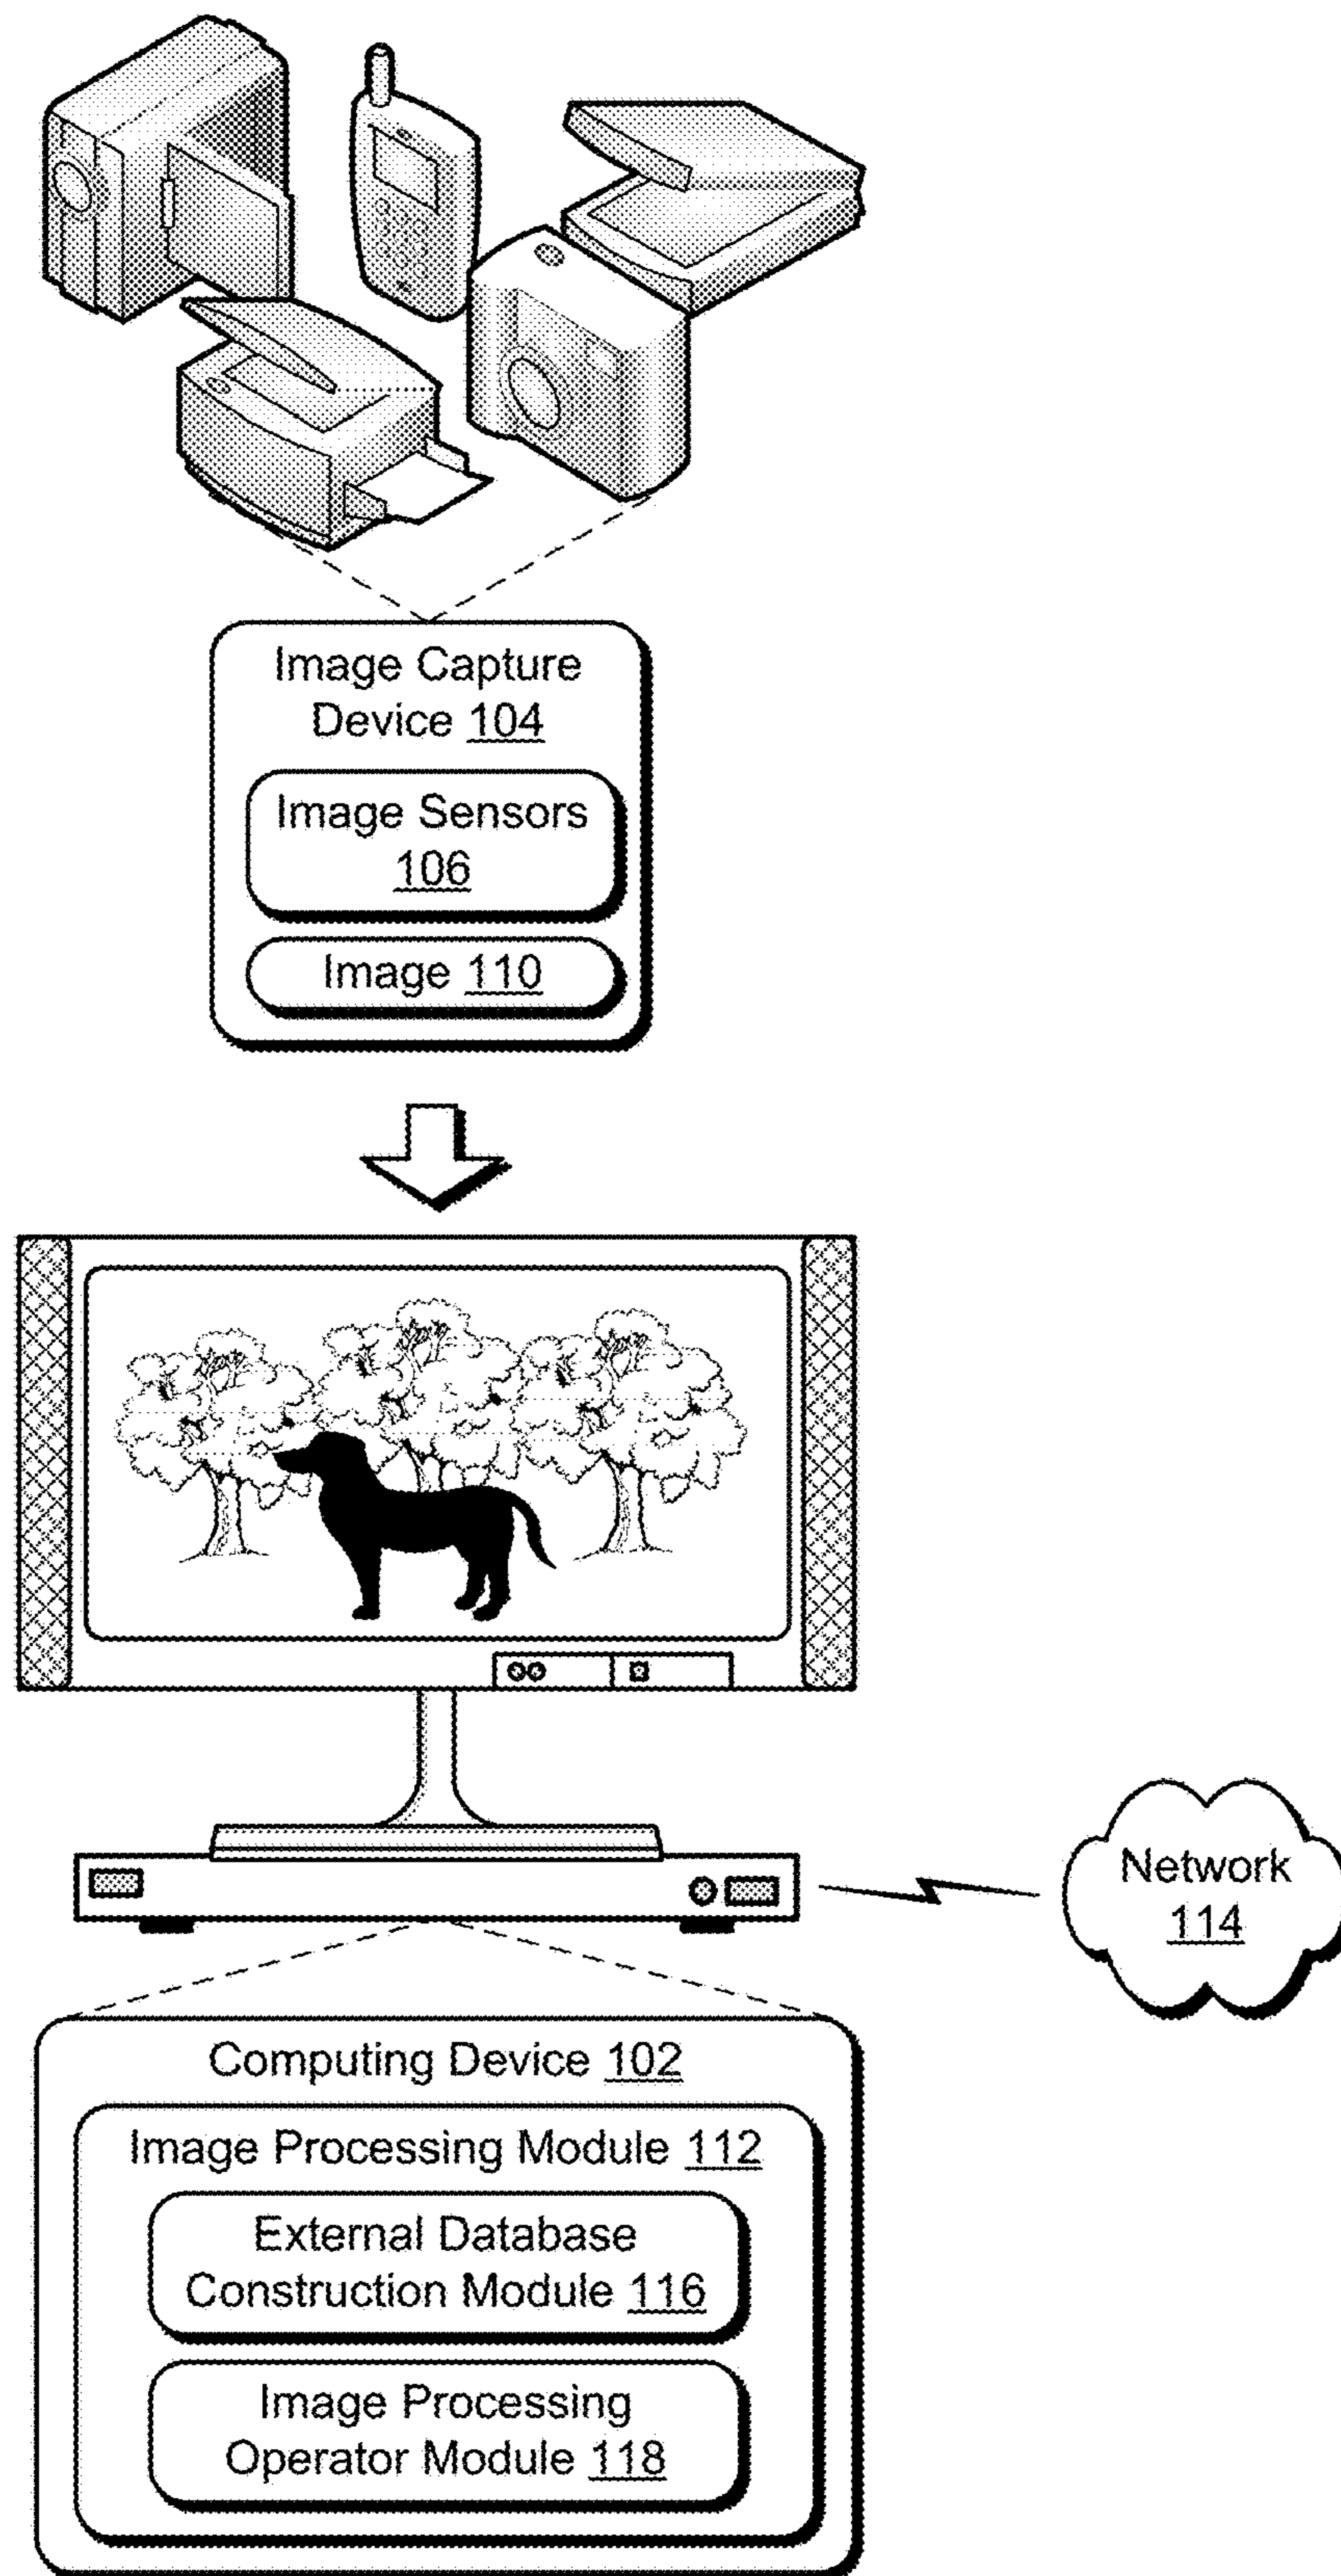 Image Capture
Device 104
Image Sensors
106
Image 110
Network
114
Computing Device 102
Image Processing Module 112
External Database
Construction Module 116
Image Processing
Operator Module 118